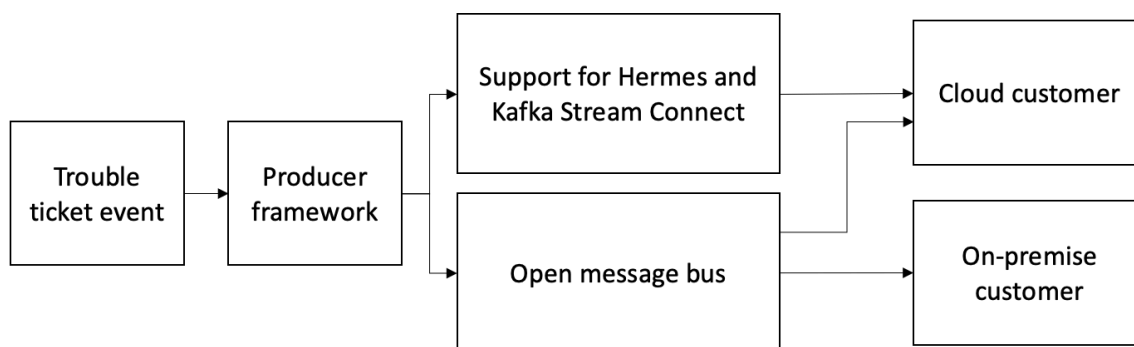 Trouble
ticket event
Producer
framework
Support for Hermes and
Kafka Stream Connect
Open message bus
Cloud customer
On-premise
customer